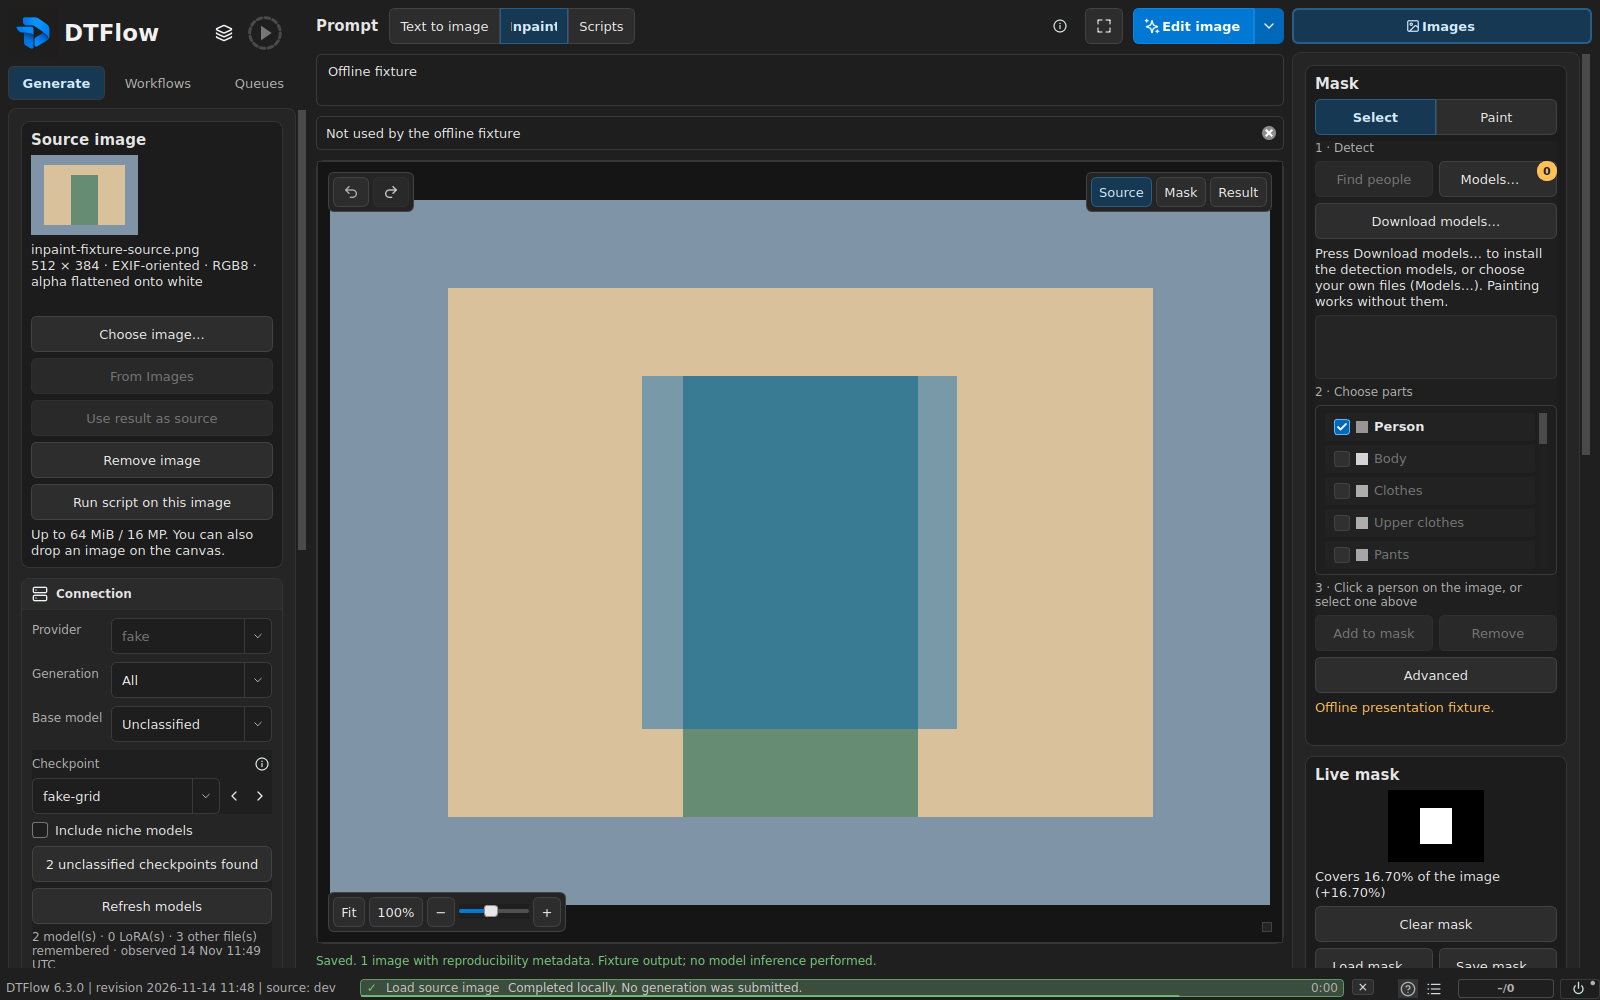 DTFlow
Generate
Workflows
Queues
Source image
inpaint-fixture-source.png
512 × 384 · EXIF-oriented · RGB8 ·
alpha flattened onto white
Choose image…
From Images
Use result as source
Remove image
Run script on this image
Up to 64 MiB / 16 MP. You can also
drop an image on the canvas.
Connection
Provider
fake
Generation
All
Base model
Unclassified
Checkpoint
fake-grid
Include niche models
2 unclassified checkpoints found
Refresh models
2 model(s) · 0 LoRA(s) · 3 other file(s)
remembered · observed 14 Nov 11:49
UTC
Prompt
Text to image
Inpaint
Scripts
Edit image
Offline fixture
Not used by the offline fixture
Source
Mask
Result
Fit
100%
−
+
Saved. 1 image with reproducibility metadata. Fixture output; no model inference performed.
Images
Mask
Select
Paint
1 · Detect
Find people
Models…
0
Download models…
Press Download models… to install
the detection models, or choose
your own files (Models…). Painting
works without them.
2 · Choose parts
Person
Body
Clothes
Upper clothes
Pants
3 · Click a person on the image, or
select one above
Add to mask
Remove
Advanced
Offline presentation fixture.
Live mask
Covers 16.70% of the image
(+16.70%)
Clear mask
Load mask…
Save mask…
DTFlow 6.3.0 | revision 2026-11-14 11:48 | source: dev
✓ Load source image Completed locally. No generation was submitted.
0:00
–/0